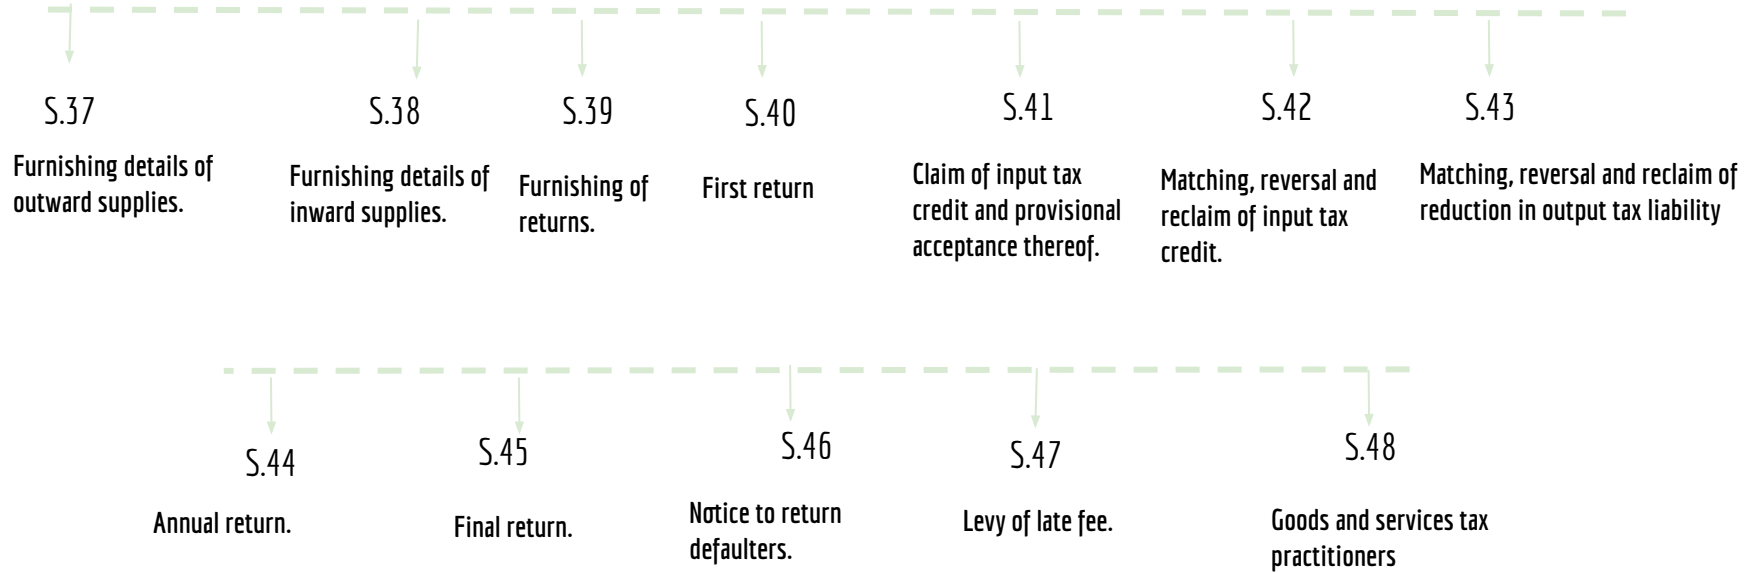 S.37
Furnishing details of
outward supplies.
S.38
Furnishing details of
inward supplies.
S.39
Furnishing of
returns.
S.40
First return
S.41
Claim of input tax
credit and provisional
acceptance thereof.
S.42
Matching, reversal and
reclaim of input tax
credit.
S.43
Matching, reversal and reclaim of
reduction in output tax liability
S.44
Annual return.
S.45
Final return.
S.46
Notice to return
defaulters.
S.47
Levy of late fee.
S.48
Goods and services tax
practitioners